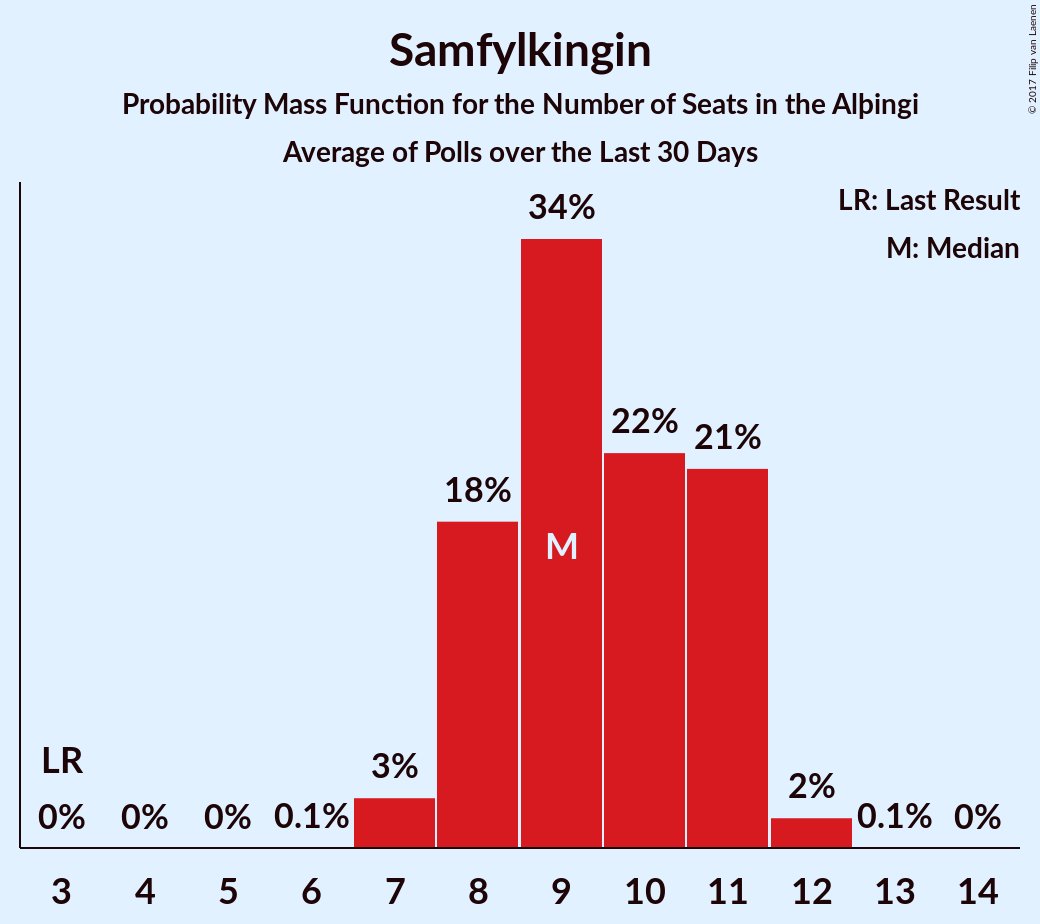 Samfylkingin
Probability Mass Function for the Number of Seats in the Alþingi
Average of Polls over the Last 30 Days
© 2017 Filip van Laenen
LR: Last Result
M: Median
34%
22%
21%
18%
M
LR
3%
2%
0% 0% 0% 0.1% 0.1% 0%
3 4 5 6 7 8 9 10 11 12 13 14